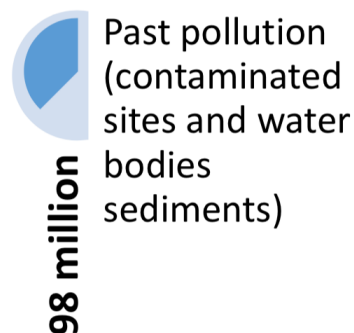 Past pollution
(contaminated
sites and water
bodies
sediments)
98 million